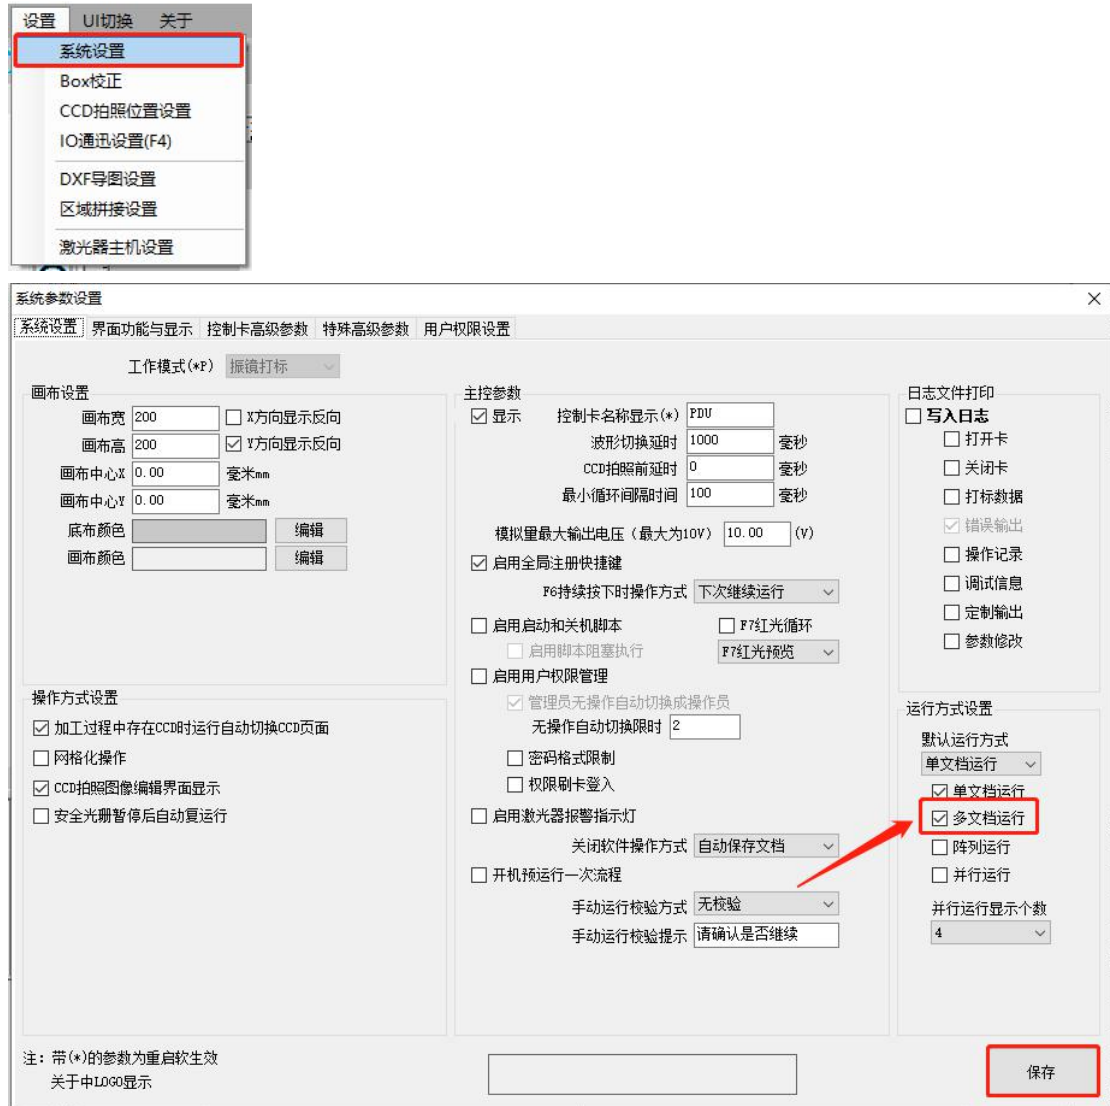 设置 UI切换 关于
系统设置
Box校正
CCD拍照位置设置
IO通讯设置(F4)
DXF导图设置
区域拼接设置
激光器主机设置
系统参数设置
系统设置 界面功能与显示 控制卡高级参数 特殊高级参数 用户权限设置
工作模式(*P) 振镜打标
画布设置
画布宽 200 X方向显示反向
画布高 200 Y方向显示反向
画布中心X 0.00 毫米mm
画布中心Y 0.00 毫米mm
底布颜色 编辑
画布颜色 编辑
操作方式设置
加工过程中存在CCD时运行自动切换CCD页面
网格化操作
CCD拍照图像编辑界面显示
安全光珊暂停后自动复运行
主控参数
显示 控制卡名称显示(*) PDU
波形切换延时 1000 毫秒
CCD拍照前延时 0 毫秒
最小循环间隔时间 100 毫秒
模拟量最大输出电压（最大为10V） 10.00 (V)
启用全局注册快捷键
F6持续按下时操作方式 下次继续运行
启用启动和关机脚本 F7红光循环
启用脚本阻塞执行 F7红光预览
启用用户权限管理
管理员无操作自动切换成操作员
无操作自动切换限时 2
密码格式限制
权限刷卡登入
启用激光器报警指示灯
关闭软件操作方式 自动保存文档
开机预运行一次流程
手动运行校验方式 无校验
手动运行校验提示 请确认是否继续
日志文件打印
写入日志
打开卡
关闭卡
打标数据
错误输出
操作记录
调试信息
定制输出
参数修改
运行方式设置
默认运行方式
单文档运行
单文档运行
多文档运行
阵列运行
并行运行
并行运行显示个数
4
注：带(*)的参数为重启软生效
关于中LOGO显示
保存